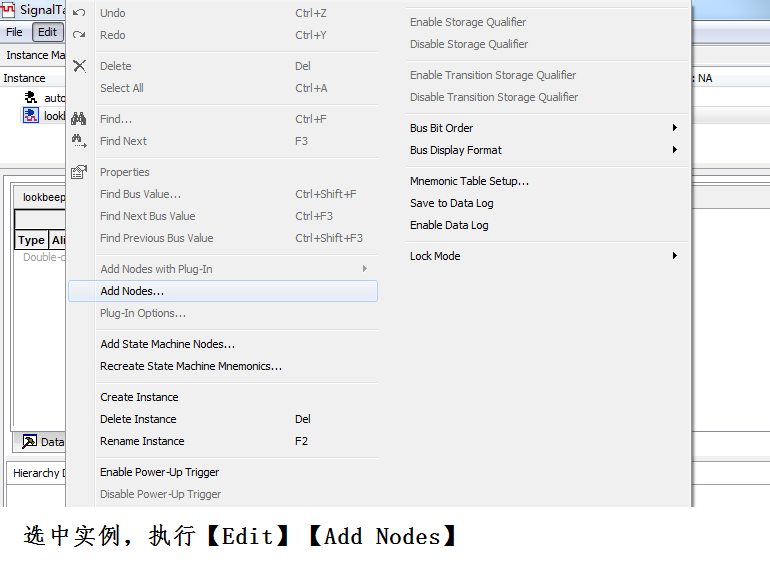 SignalTa
File Edit
Instance Ma
Instance
: NA
auto
lookb
lookbeep
Type Ali
Double-c
Data
Hierarchy D
Undo Ctrl+Z
Redo Ctrl+Y
Delete Del
Select All Ctrl+A
Find... Ctrl+F
Find Next F3
Properties
Find Bus Value... Ctrl+Shift+F
Find Next Bus Value Ctrl+F3
Find Previous Bus Value Ctrl+Shift+F3
Add Nodes with Plug-In
Add Nodes...
Plug-In Options...
Add State Machine Nodes...
Recreate State Machine Mnemonics...
Create Instance
Delete Instance Del
Rename Instance F2
Enable Power-Up Trigger
Disable Power-Up Trigger
Enable Storage Qualifier
Disable Storage Qualifier
Enable Transition Storage Qualifier
Disable Transition Storage Qualifier
Bus Bit Order
Bus Display Format
Mnemonic Table Setup...
Save to Data Log
Enable Data Log
Lock Mode
选中实例，执行【Edit】【Add Nodes】